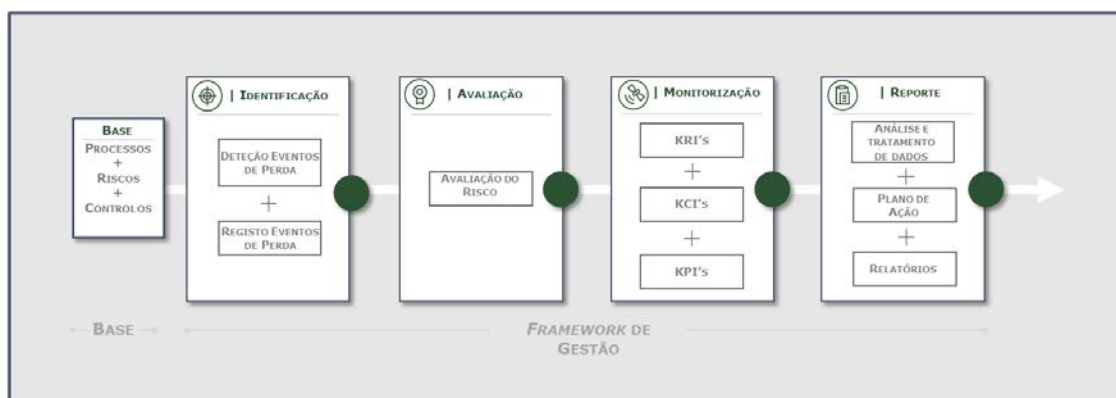 BASE
PROCESSOS
+
RISCOS
+
CONTROLOS
| IDENTIFICAÇÃO
DETEÇÃO EVENTOS
DE PERDA
+
REGISTO EVENTOS
DE PERDA
| AVALIAÇÃO
AVALIAÇÃO DO
RISCO
| MONITORIZAÇÃO
KRI'S
+
KCI'S
+
KPI'S
| REPORTE
ANÁLISE E
TRATAMENTO
DE DADOS
+
PLANO DE
AÇÃO
+
RELATÓRIOS
BASE
FRAMEWORK DE
GESTÃO